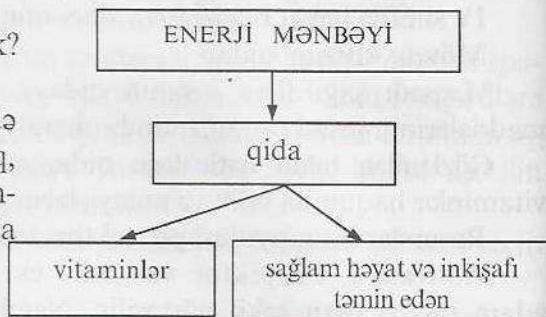 ENERJİ MƏNBƏYİ
?
ə
qida
l,
a-
a
vitaminlər
sağlam həyat və inkişafı
təmin edən